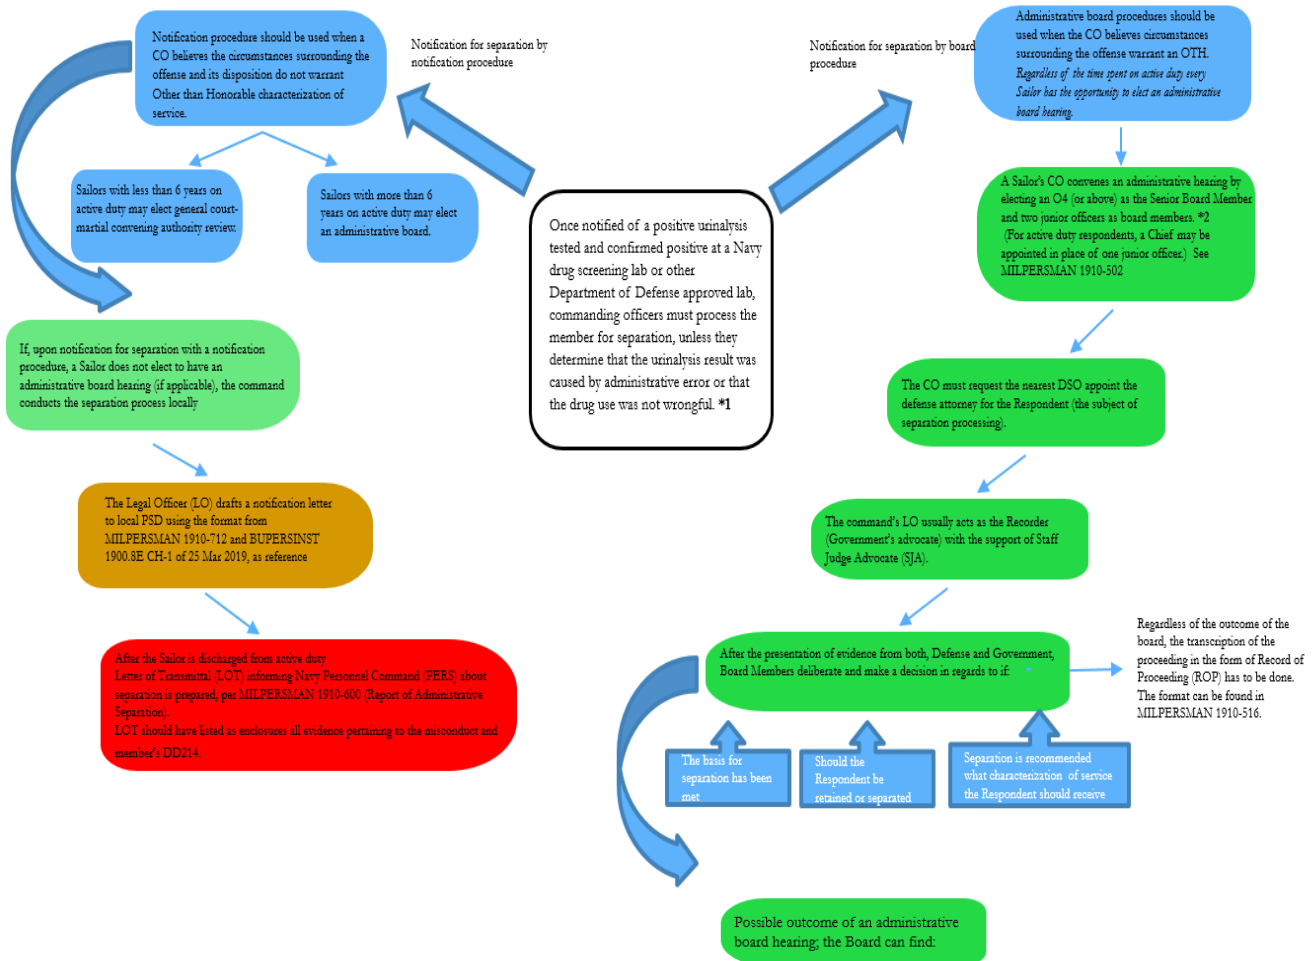 Notification procedure should be used when a
CO believes the circumstances surrounding the
offense and its disposition do not warrant
Other than Honorable characterization of
service.
Notification for separation by
notification procedure
Notification for separation by board
procedure
Administrative board procedures should be
used when the CO believes circumstances
surrounding the offense warrant an OTH.
Regardless of the time spent on active duty every
Sailor has the opportunity to elect an administrative
board hearing.
Sailors with less than 6 years on
active duty may elect general court-
martial convening authority review.
Sailors with more than 6
years on active duty may elect
an administrative board.
Once notified of a positive urinalysis
tested and confirmed positive at a Navy
drug screening lab or other
Department of Defense approved lab,
commanding officers must process the
member for separation, unless they
determine that the urinalysis result was
caused by administrative error or that
the drug use was not wrongful. *1
A Sailor's CO convenes an administrative hearing by
electing an O4 (or above) as the Senior Board Member
and two junior officers as board members. *2
(For active duty respondents, a Chief may be
appointed in place of one junior officer.) See
MILPERSMAN 1910-502
If, upon notification for separation with a notification
procedure, a Sailor does not elect to have an
administrative board hearing (if applicable), the command
conducts the separation process locally
The CO must request the nearest DSO appoint the
defense attorney for the Respondent (the subject of
separation processing).
The Legal Officer (LO) drafts a notification letter
to local PSD using the format from
MILPERSMAN 1910-712 and BUPERSINST
1900.8E CH-1 of 25 Mar 2019, as reference
The command's LO usually acts as the Recorder
(Government's advocate) with the support of Staff
Judge Advocate (SJA).
After the Sailor is discharged from active duty
Letter of Transmittal (LOT) informing Navy Personnel Command (PERS) about
separation is prepared, per MILPERSMAN 1910-600 (Report of Administrative
Separation).
LOT should have listed as enclosures all evidence pertaining to the misconduct and
member's DD214.
After the presentation of evidence from both, Defense and Government,
Board Members deliberate and make a decision in regards to if:
Regardless of the outcome of the
board, the transcription of the
proceeding in the form of Record of
Proceeding (ROP) has to be done.
The format can be found in
MILPERSMAN 1910-516.
The basis for
separation has been
met
Should the
Respondent be
retained or separated
Separation is recommended
what characterization of service
the Respondent should receive
Possible outcome of an administrative
board hearing; the Board can find: